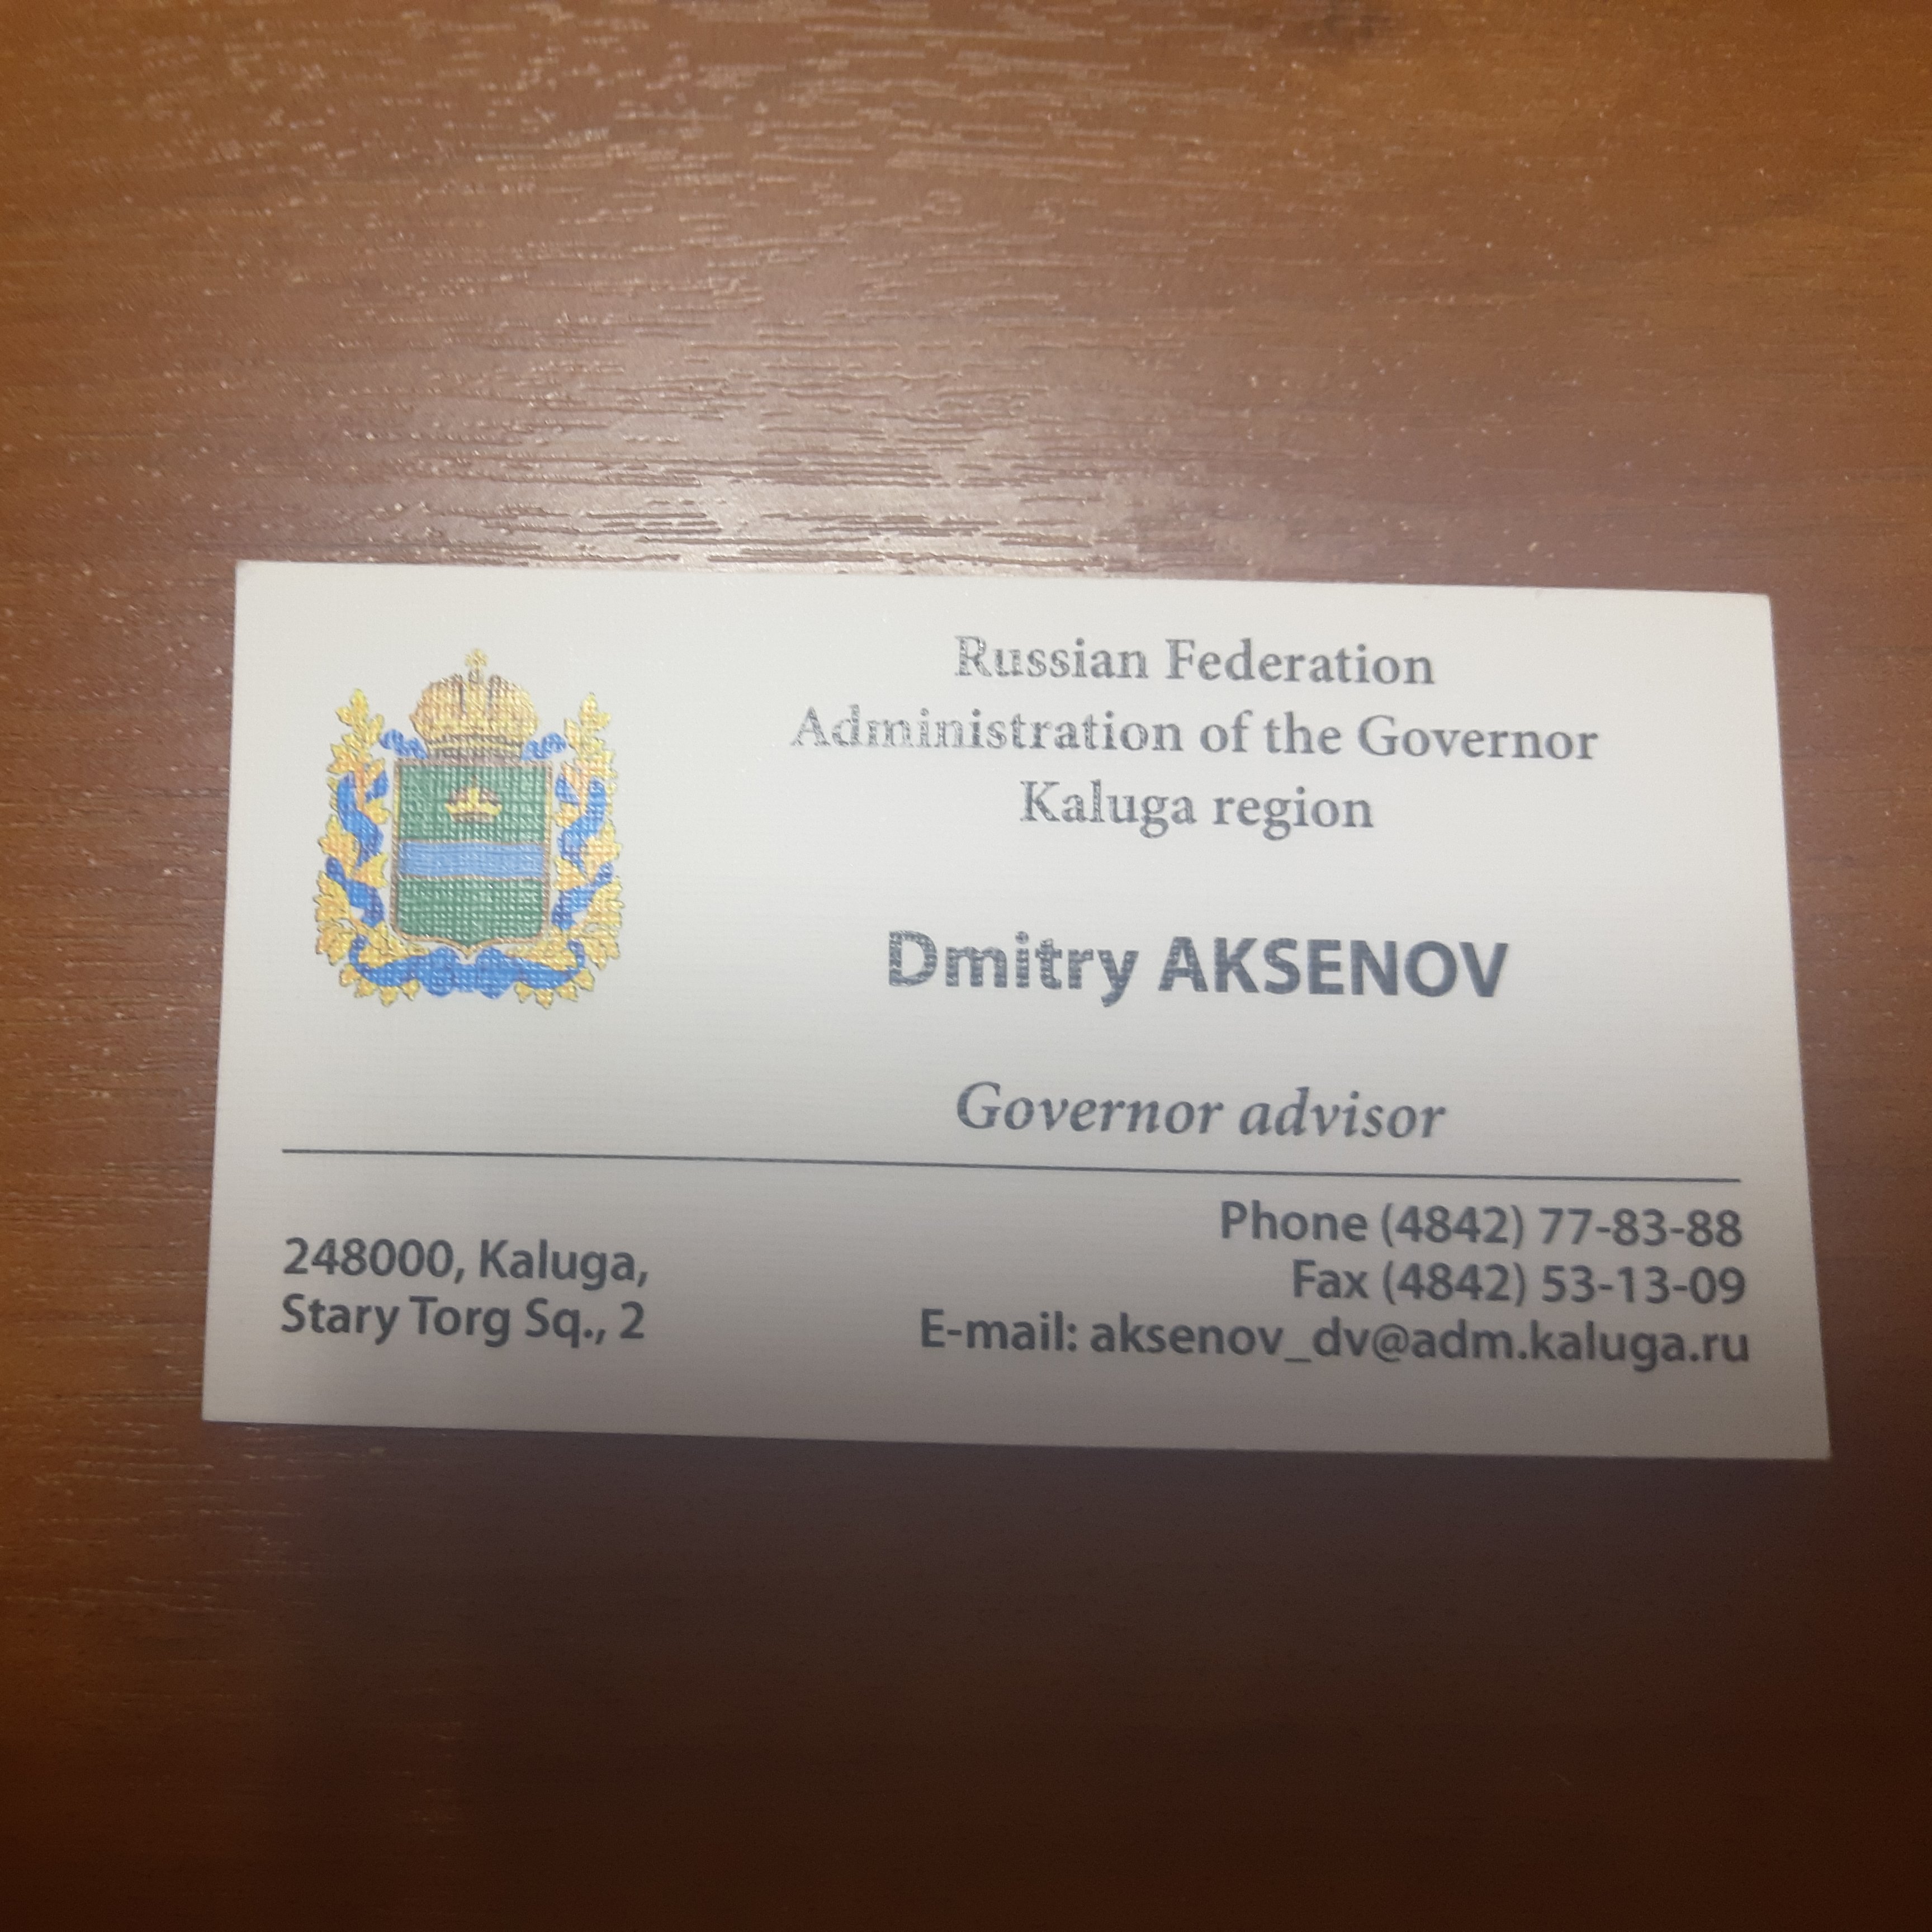 Russian Federation
Administration of the Governor
Kaluga region
Dmitry AKSENOV
Governor advisor
248000, Kaluga,
Stary Torg Sq., 2
Phone (4842) 77-83-88
Fax (4842) 53-13-09
E-mail: aksenov_dv@adm.kaluga.ru